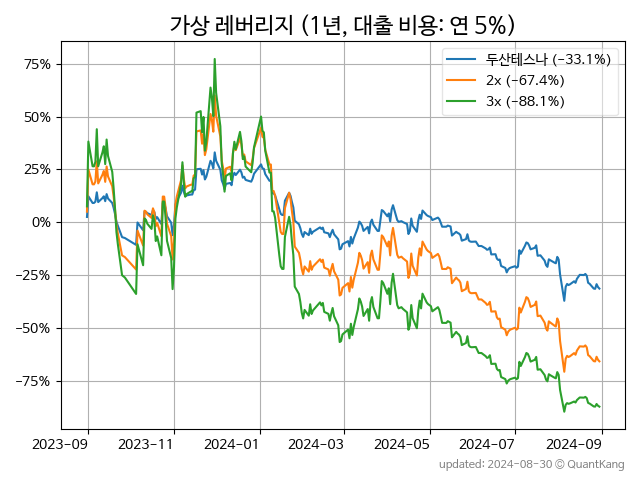 가상 레버리지 (1년, 대출 비용: 연 5%)
두산테스나 (−33.1%)
2x (−67.4%)
3x (−88.1%)
75%
50%
25%
0%
−25%
−50%
−75%
2023-09 2023-11 2024-01 2024-03 2024-05 2024-07 2024-09
updated: 2024-08-30 © QuantKang